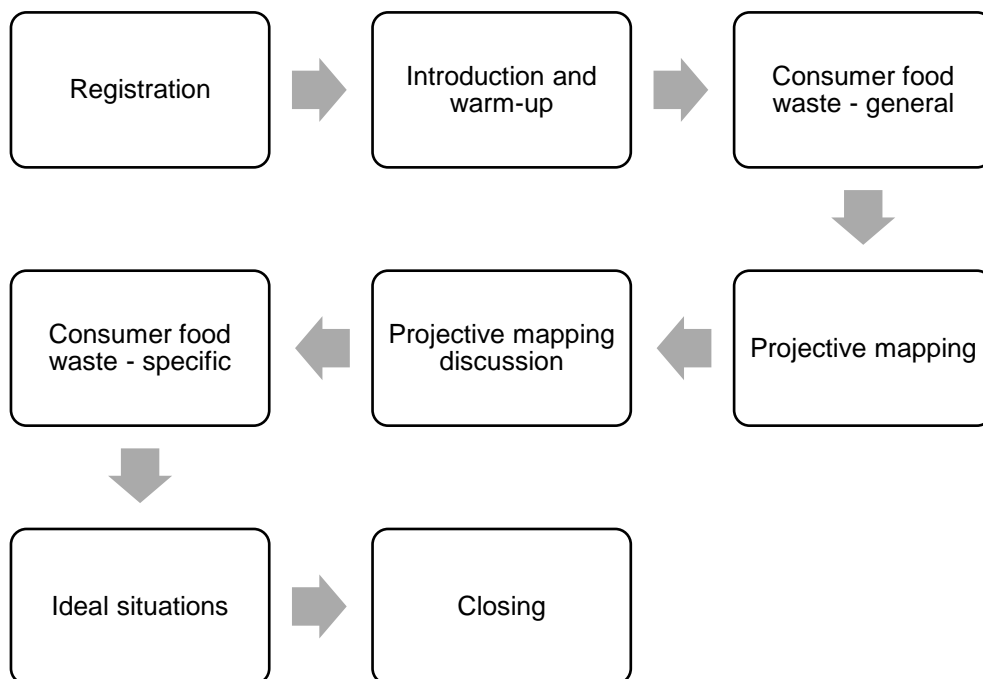 Registration
Introduction and
warm-up
Consumer food
waste - general
Consumer food
waste - specific
Projective mapping
discussion
Projective mapping
Ideal situations
Closing